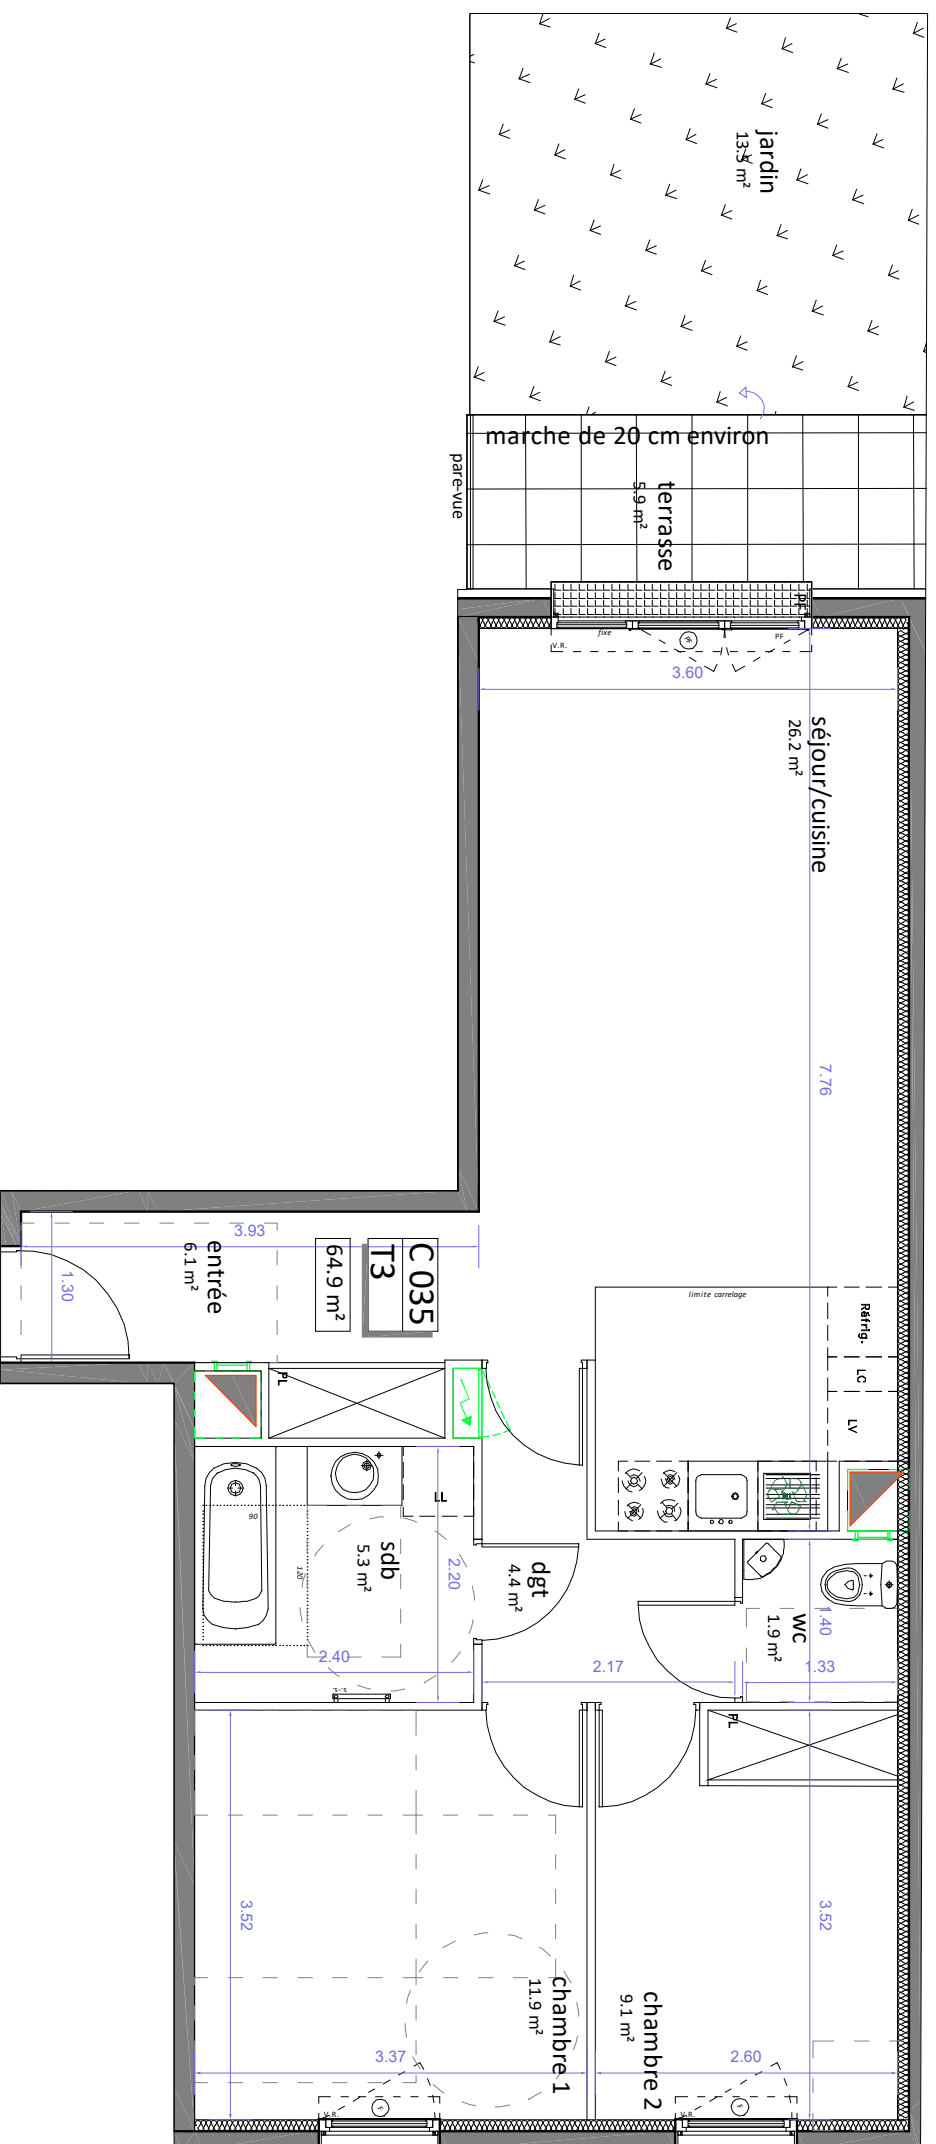 jardin
13.5 m²
marche de 20 cm environ
pare-vue
terrasse
5.9 m²
PF
fixe
PF
PF
V.R.
3.60
séjour/cuisine
26.2 m²
7.76
3.93
entrée
6.1 m²
1.30
C 035
T3
64.9 m²
limite carrelage
Réfrig.
LC
LV
PL
LL
90
120
sdb
5.3 m²
2.20
2.40
dgt
4.4 m²
2.17
WC
1.9 m²
1.40
1.33
PL
3.52
3.52
chambre 1
11.9 m²
chambre 2
9.1 m²
3.37
2.60
V.R.
F
V.R.
F